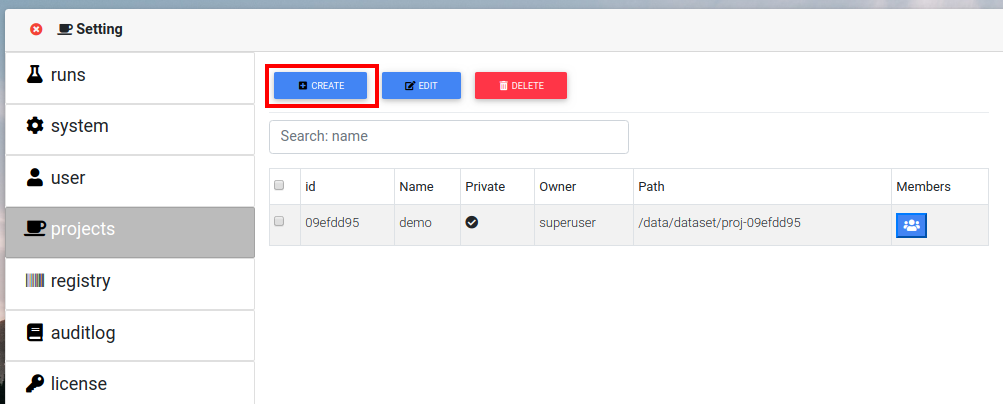 Setting
runs
system
user
projects
registry
auditlog
license
CREATE EDIT DELETE
Search: name
id Name Private Owner Path Members
09efdd95 demo superuser /data/dataset/proj-09efdd95